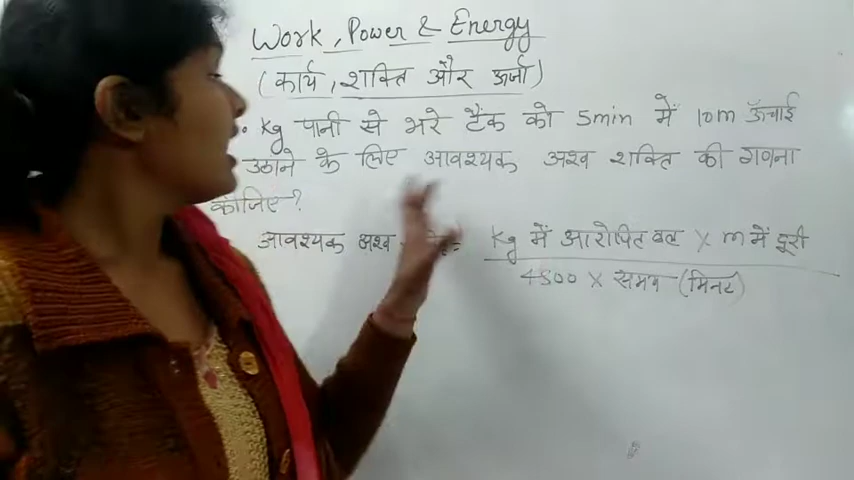 Work, Power & Energy
(कार्य, शक्ति और ऊर्जा)
Kg पानी से भरे टैंक को 5min में 10m ऊँचाई
उठाने के लिए आवश्यक अश्व शक्ति की गणना
कीजिए?
आवश्यक अश्व = Kg में आरोपित बल X m में दूरी
4500 X समय (मिनट)